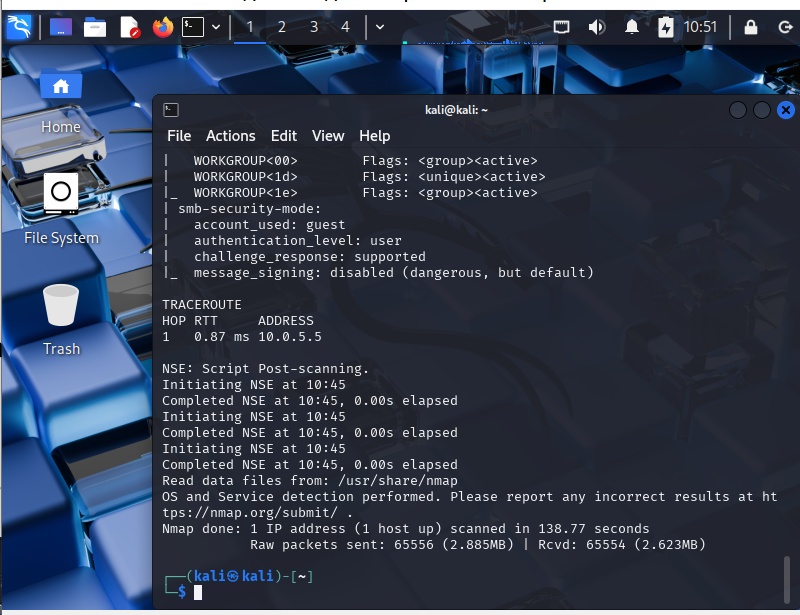 1 2 3 4
10:51
Home
File System
Trash
kali@kali: ~
File Actions Edit View Help
|   WORKGROUP<00>        Flags: <group><active>
|   WORKGROUP<1d>        Flags: <unique><active>
|_  WORKGROUP<1e>        Flags: <group><active>
| smb-security-mode:
|   account_used: guest
|   authentication_level: user
|   challenge_response: supported
|_  message_signing: disabled (dangerous, but default)
TRACEROUTE
HOP RTT     ADDRESS
1   0.87 ms 10.0.5.5
NSE: Script Post-scanning.
Initiating NSE at 10:45
Completed NSE at 10:45, 0.00s elapsed
Initiating NSE at 10:45
Completed NSE at 10:45, 0.00s elapsed
Initiating NSE at 10:45
Completed NSE at 10:45, 0.00s elapsed
Read data files from: /usr/share/nmap
OS and Service detection performed. Please report any incorrect results at ht
tps://nmap.org/submit/ .
Nmap done: 1 IP address (1 host up) scanned in 138.77 seconds
           Raw packets sent: 65556 (2.885MB) | Rcvd: 65554 (2.623MB)
┌──(kali㉿kali)-[~]
└─$